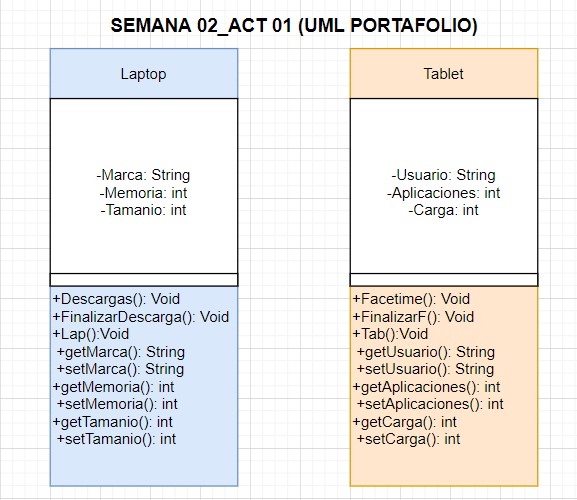 SEMANA 02_ACT 01 (UML PORTAFOLIO)
Laptop
-Marca: String
-Memoria: int
-Tamanio: int
+Descargas(): Void
+FinalizarDescarga(): Void
+Lap():Void
+getMarca(): String
+setMarca(): String
+getMemoria(): int
+setMemoria(): int
+getTamanio(): int
+setTamanio(): int
Tablet
-Usuario: String
-Aplicaciones: int
-Carga: int
+Facetime(): Void
+FinalizarF(): Void
+Tab():Void
+getUsuario(): String
+setUsuario(): String
+getAplicaciones(): int
+setAplicaciones(): int
+getCarga(): int
+setCarga(): int